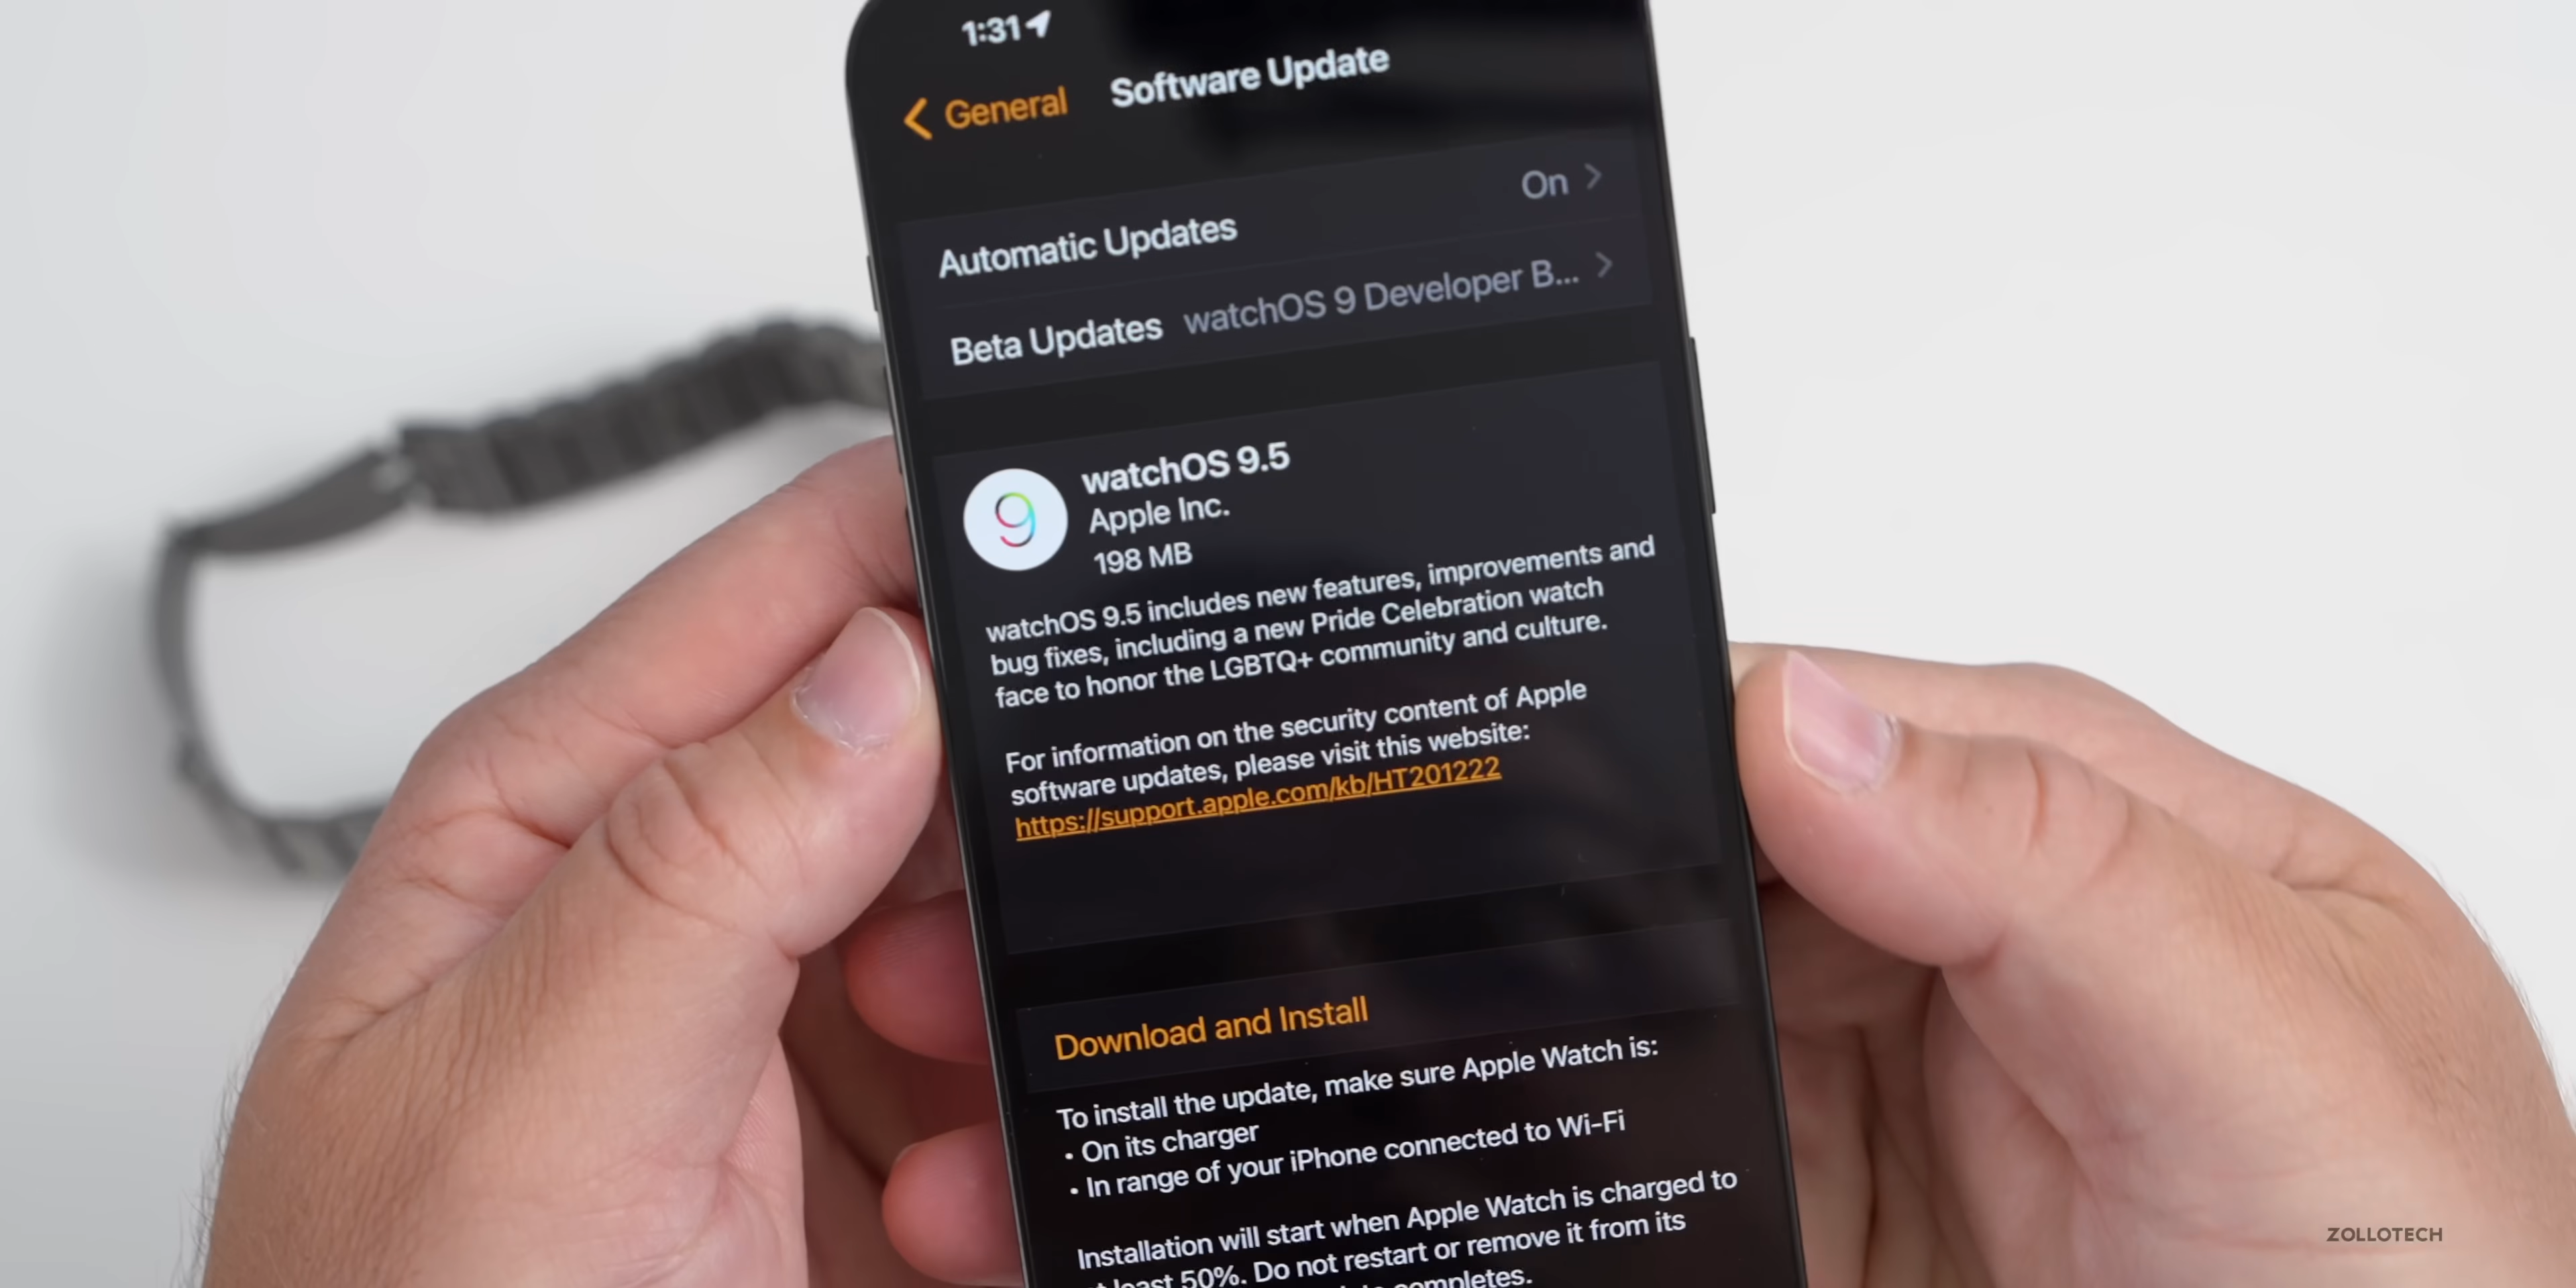 1:31
General
Software Update
Automatic Updates On
Beta Updates watchOS 9 Developer B...
9
watchOS 9.5
Apple Inc.
198 MB
watchOS 9.5 includes new features, improvements and
bug fixes, including a new Pride Celebration watch
face to honor the LGBTQ+ community and culture.
For information on the security content of Apple
software updates, please visit this website:
https://support.apple.com/kb/HT201222
Download and Install
To install the update, make sure Apple Watch is:
• On its charger
• In range of your iPhone connected to Wi-Fi
Installation will start when Apple Watch is charged to
least 50%. Do not restart or remove it from its
completes.
ZOLLOTECH